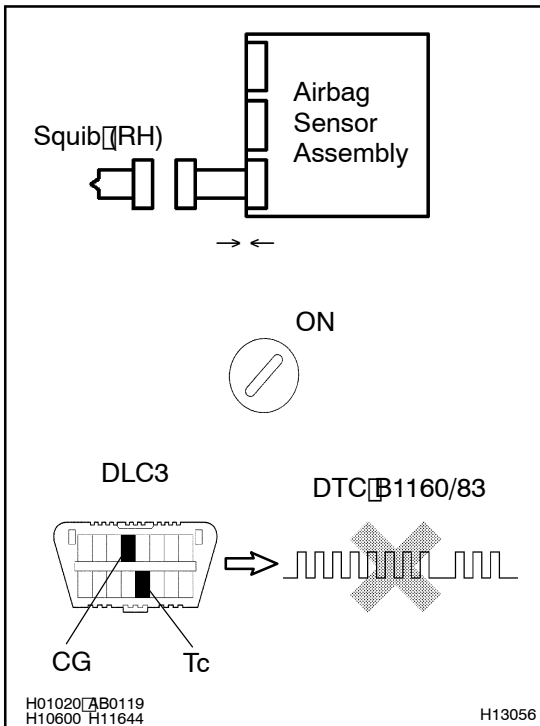 Airbag
Sensor
Assembly
Squib (RH)
ON
DLC3
DTC B1160/83
CG
Tc
H01020 AB0119
H10600 H11644
H13056